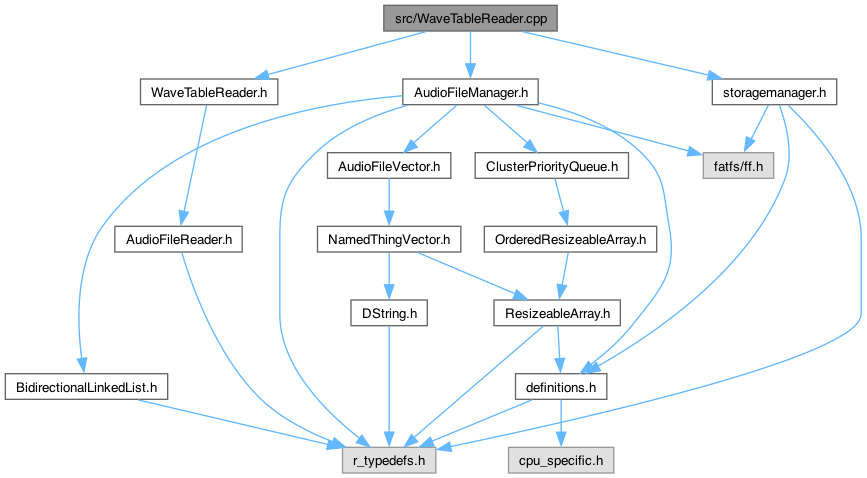 src/WaveTableReader.cpp
WaveTableReader.h
AudioFileManager.h
storagemanager.h
AudioFileVector.h
ClusterPriorityQueue.h
fatfs/ff.h
AudioFileReader.h
NamedThingVector.h
OrderedResizeableArray.h
DString.h
ResizeableArray.h
BidirectionalLinkedList.h
definitions.h
r_typedefs.h
cpu_specific.h